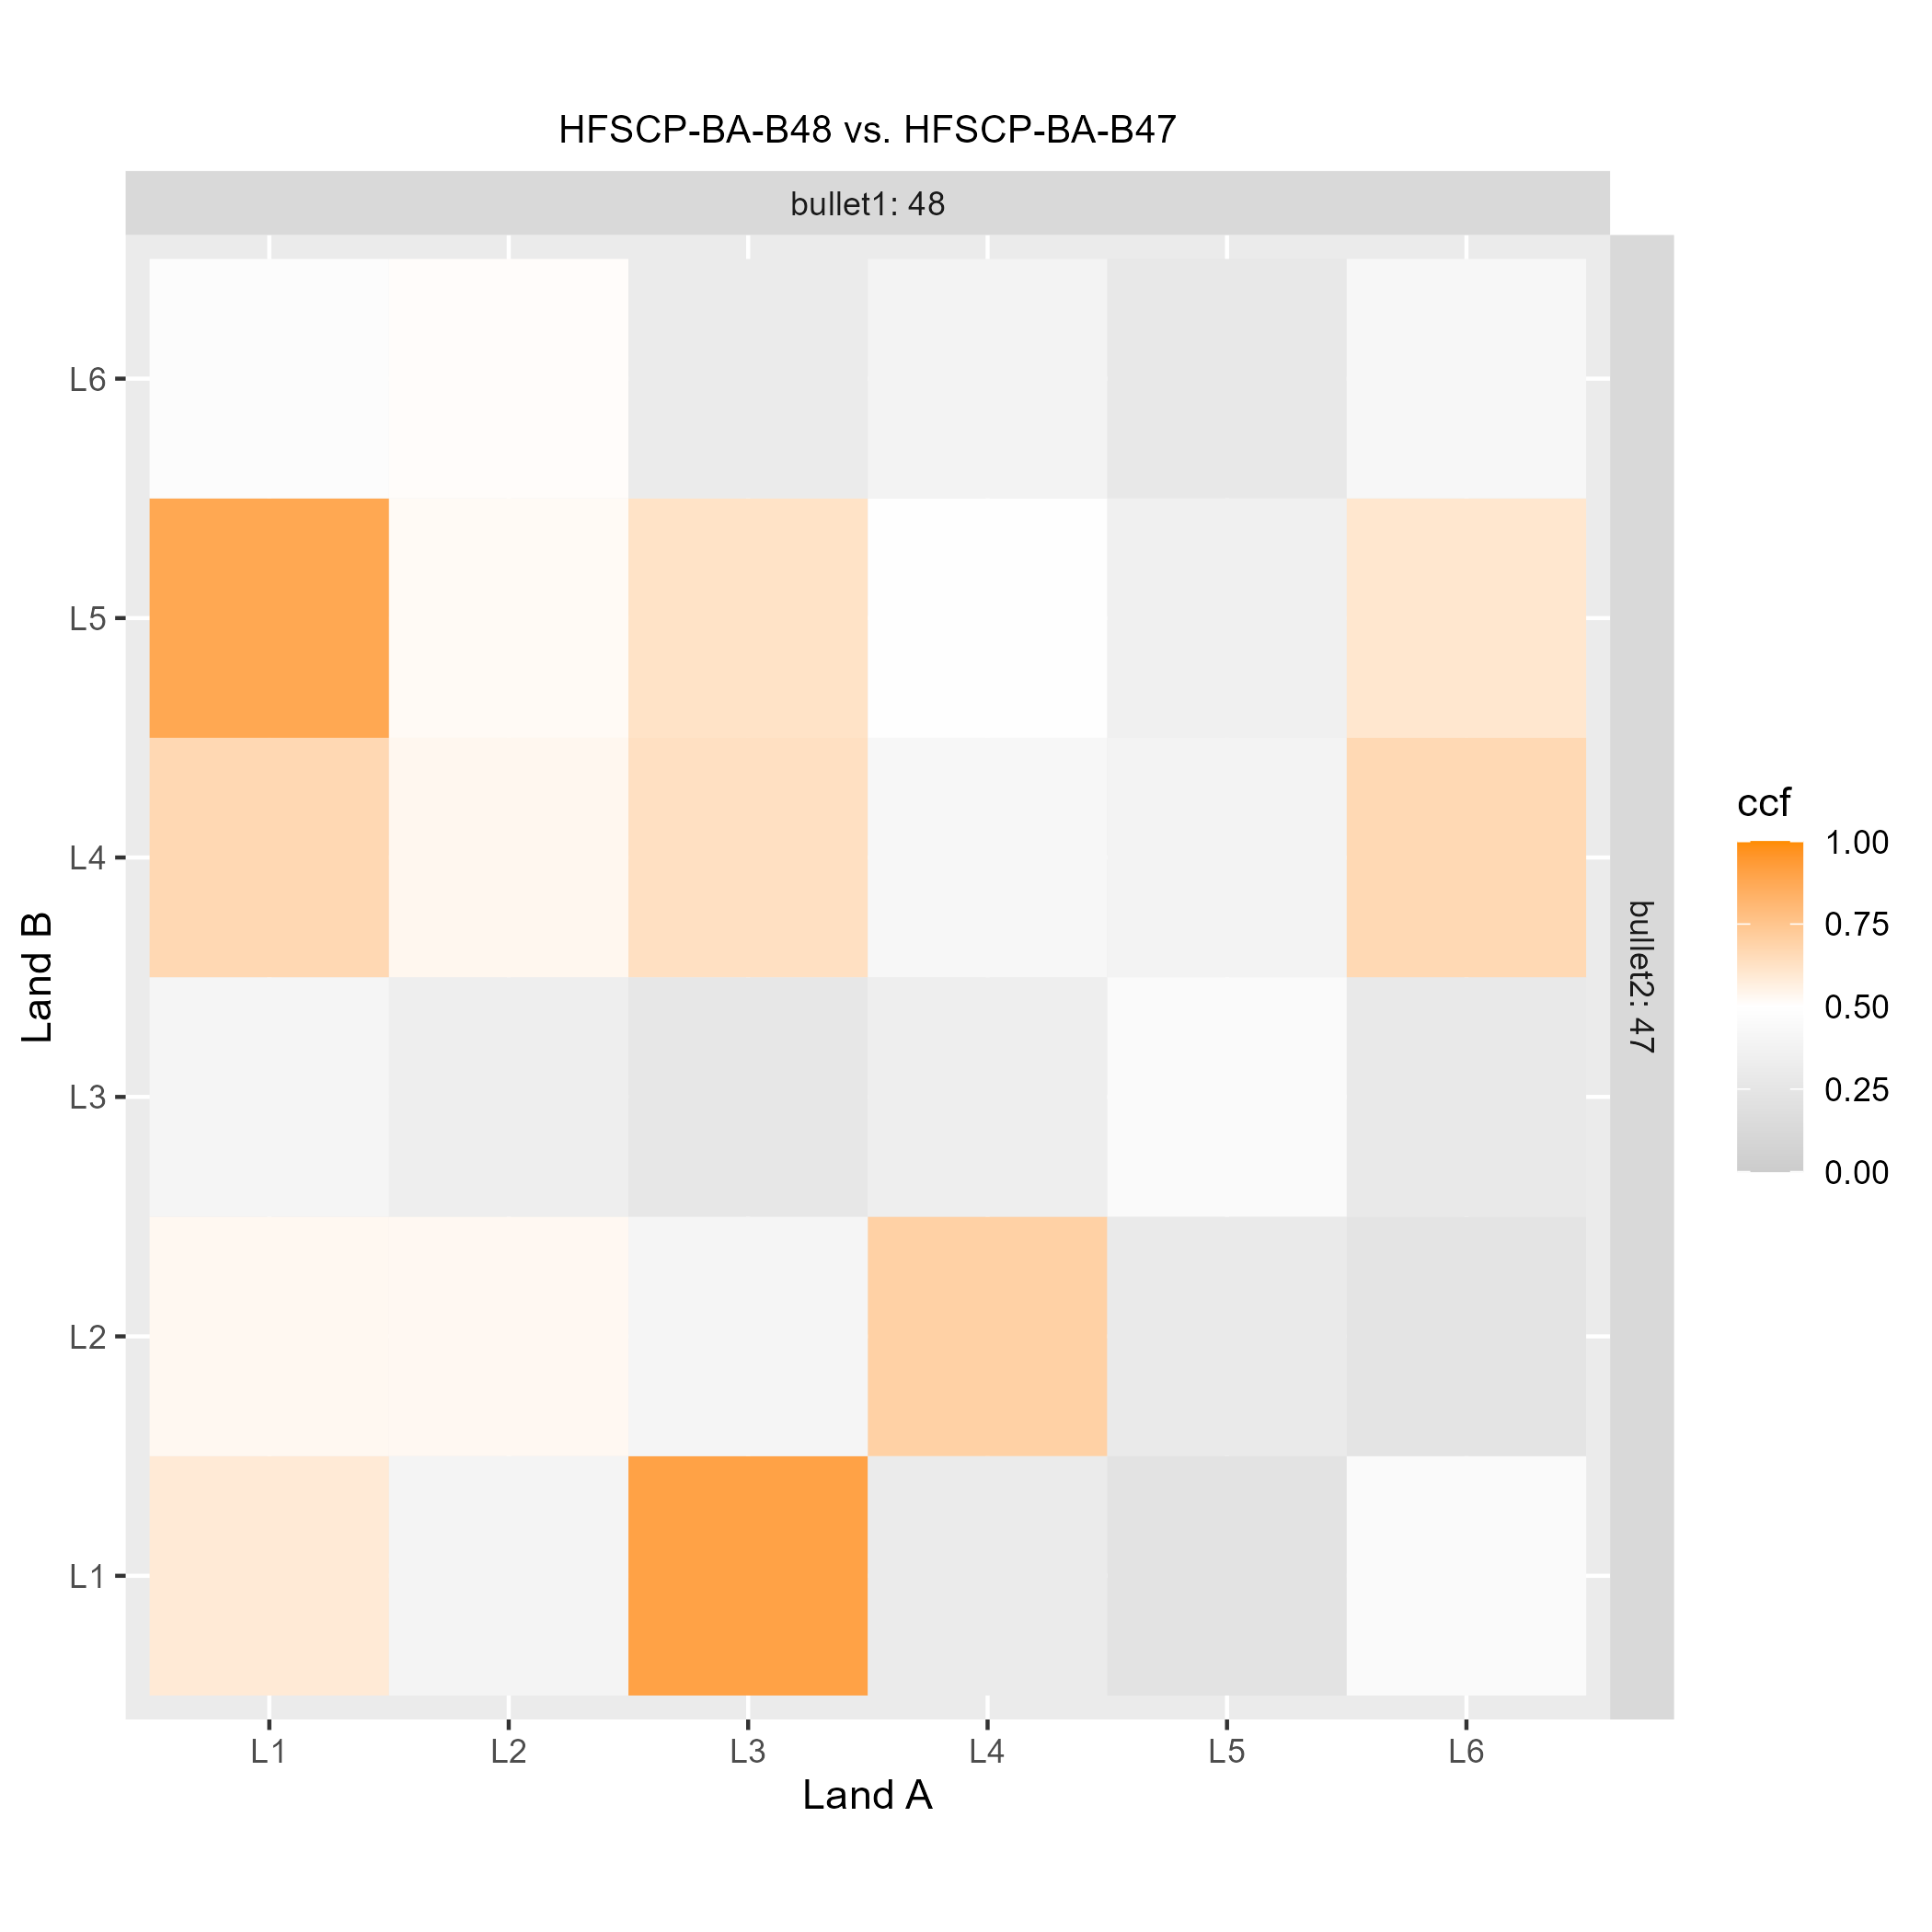 HFSCP-BA-B48 vs. HFSCP-BA-B47
bullet1: 48
L6
L5
L4
L3
L2
L1
Land B
L1 L2 L3 L4 L5 L6
Land A
bullet2: 47
ccf
1.00
0.75
0.50
0.25
0.00